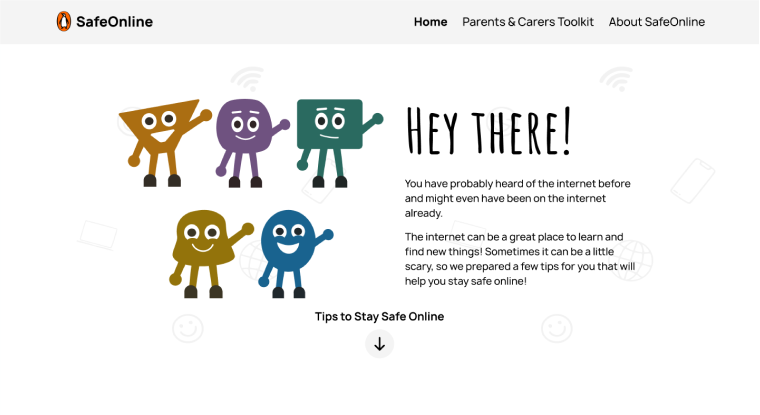 SafeOnline
Home
Parents & Carers Toolkit
About SafeOnline
HEY THERE!
You have probably heard of the internet before
and might even have been on the internet
already.
The internet can be a great place to learn and
find new things! Sometimes it can be a little
scary, so we prepared a few tips for you that will
help you stay safe online!
Tips to Stay Safe Online